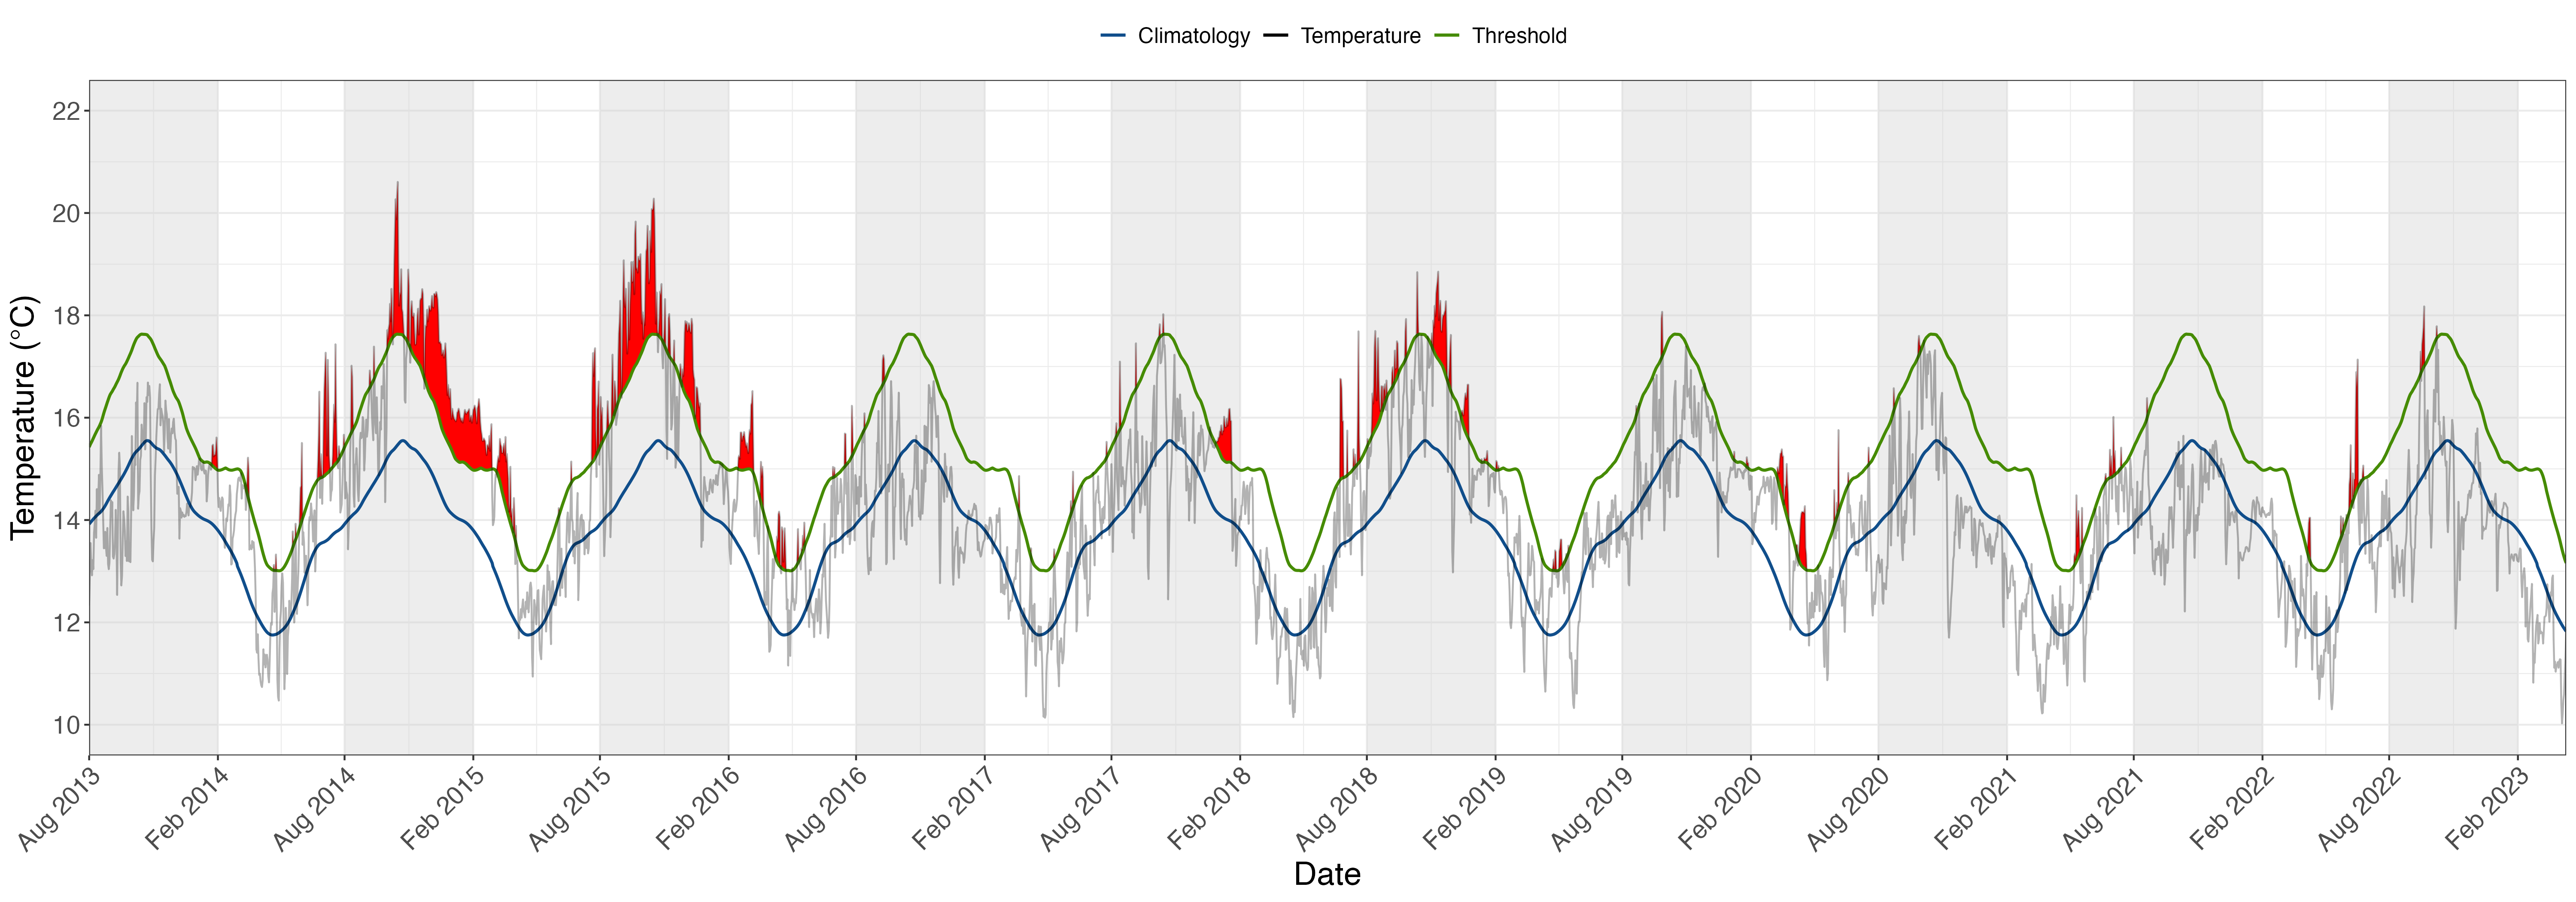 Climatology Temperature Threshold
Temperature (°C)
22
20
18
16
14
12
10
Aug 2013 Feb 2014 Aug 2014 Feb 2015 Aug 2015 Feb 2016 Aug 2016 Feb 2017 Aug 2017 Feb 2018 Aug 2018 Feb 2019 Aug 2019 Feb 2020 Aug 2020 Feb 2021 Aug 2021 Feb 2022 Aug 2022 Feb 2023
Date